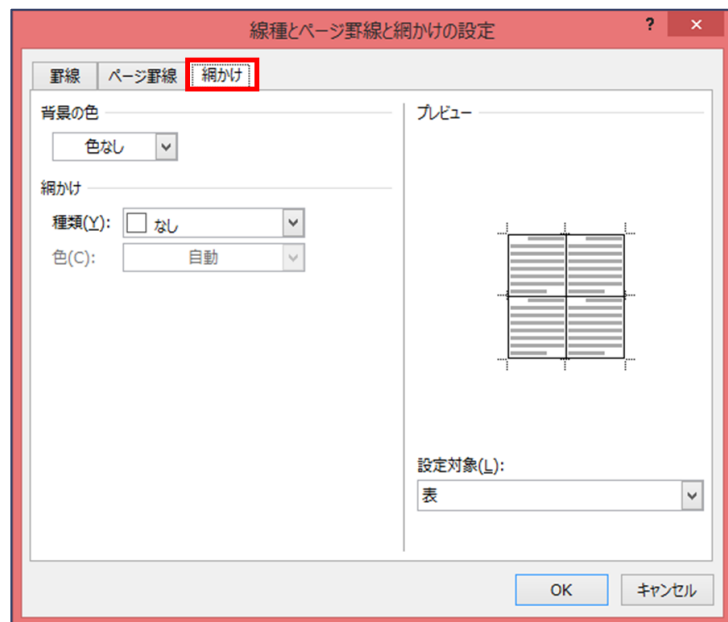 線種とページ罫線と網かけの設定
? ×
罫線 ページ罫線 網かけ
背景の色
色なし
網かけ
種類(Y): なし
色(C): 自動
プレビュー
設定対象(L):
表
OK キャンセル